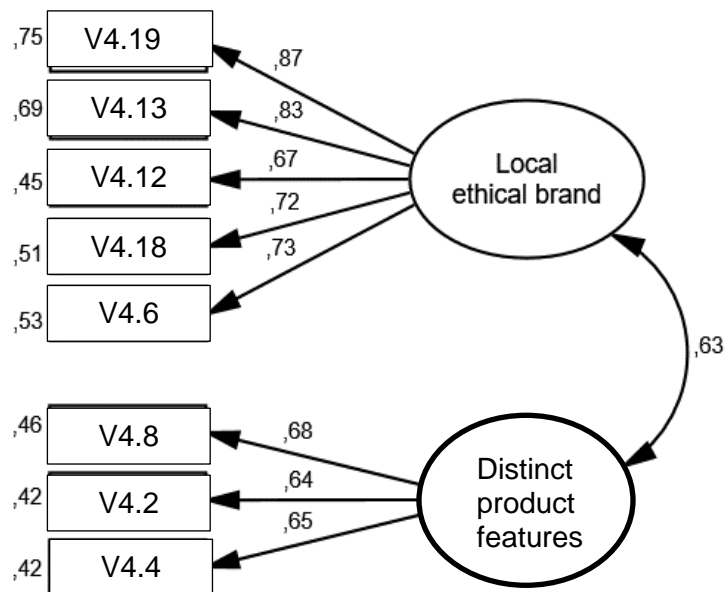 ,75
V4.19
,87
,69
V4.13
,83
,45
V4.12
,67
,51
V4.18
,72
,53
V4.6
,73
Local
ethical brand
,63
,46
V4.8
,68
,42
V4.2
,64
,42
V4.4
,65
Distinct
product
features